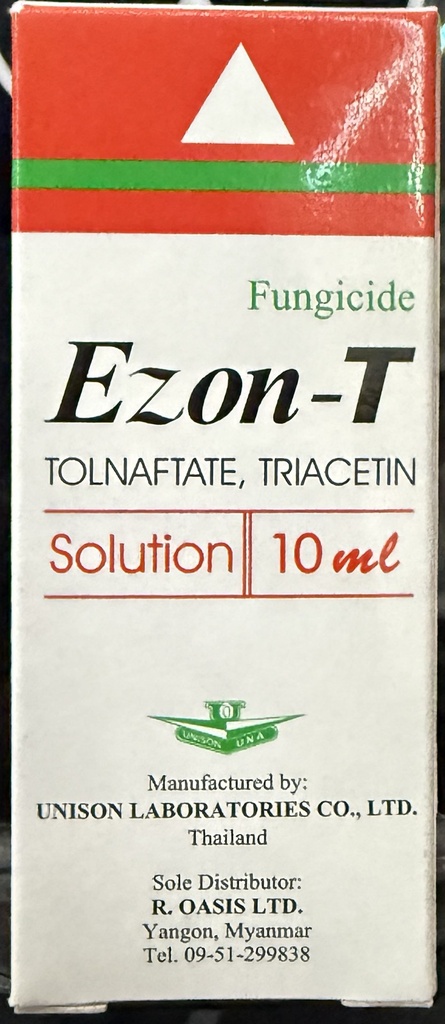 Fungicide
Ezon-T
TOLNAFTATE, TRIACETIN
Solution 10 ml
UNISON UNA
Manufactured by:
UNISON LABORATORIES CO., LTD.
Thailand
Sole Distributor:
R. OASIS LTD.
Yangon, Myanmar
Tel. 09-51-299838